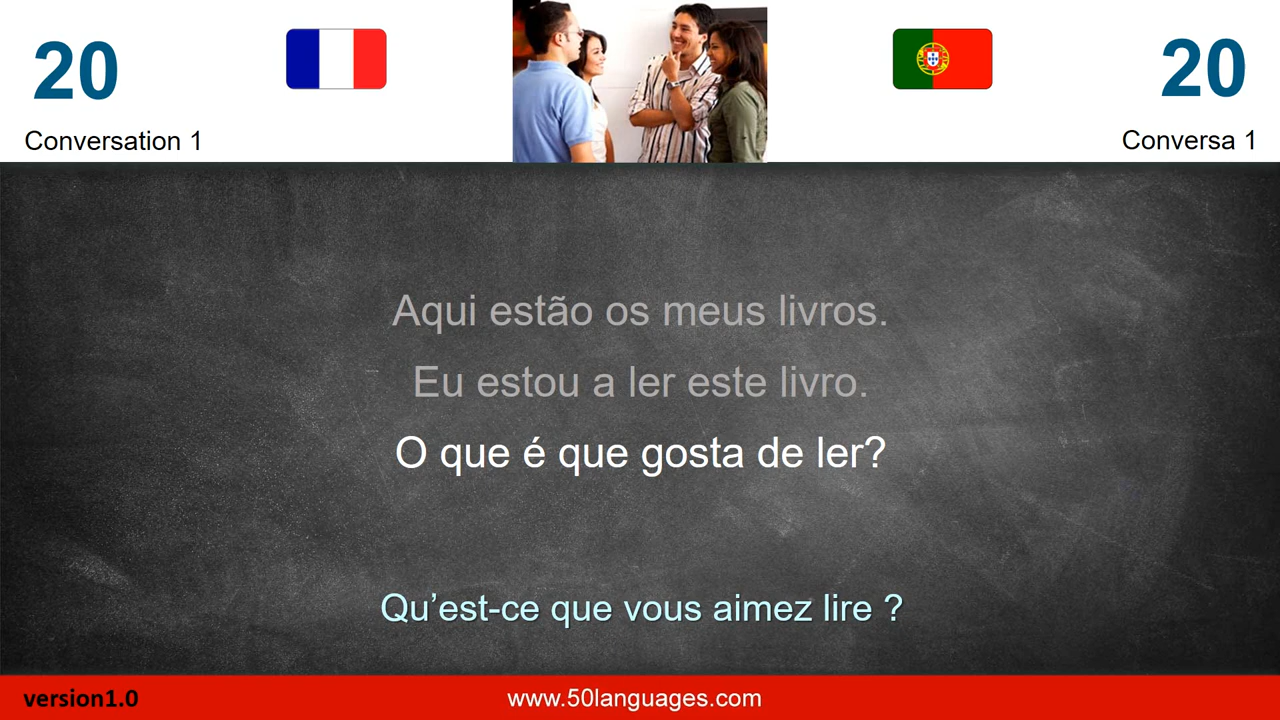 20
20
Conversation 1
Conversa 1
Aqui estão os meus livros.
Eu estou a ler este livro.
O que é que gosta de ler?
Qu’est-ce que vous aimez lire ?
version1.0
www.50languages.com